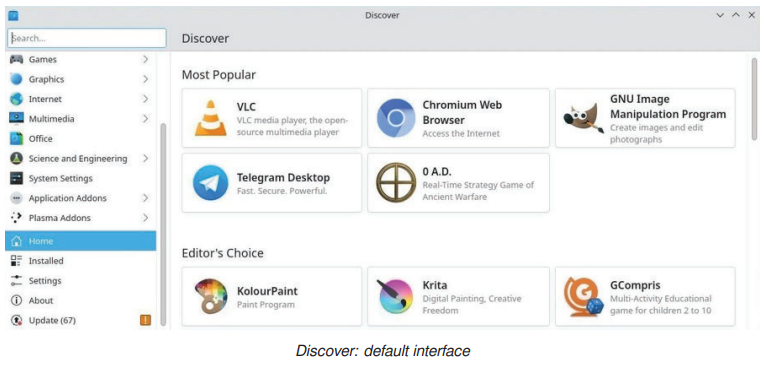 Discover
Search...
Discover
Games
Graphics
Internet
Multimedia
Office
Science and Engineering
System Settings
Application Addons
Plasma Addons
Home
Installed
Settings
About
Update (67)
Most Popular
VLC
VLC media player, the open-
source multimedia player
Chromium Web
Browser
Access the Internet
GNU Image
Manipulation Program
Create images and edit
photographs
Telegram Desktop
Fast. Secure. Powerful.
0 A.D.
Real-Time Strategy Game of
Ancient Warfare
Editor's Choice
KolourPaint
Paint Program
Krita
Digital Painting, Creative
Freedom
GCompris
Multi-Activity Educational
game for children 2 to 10
Discover: default interface